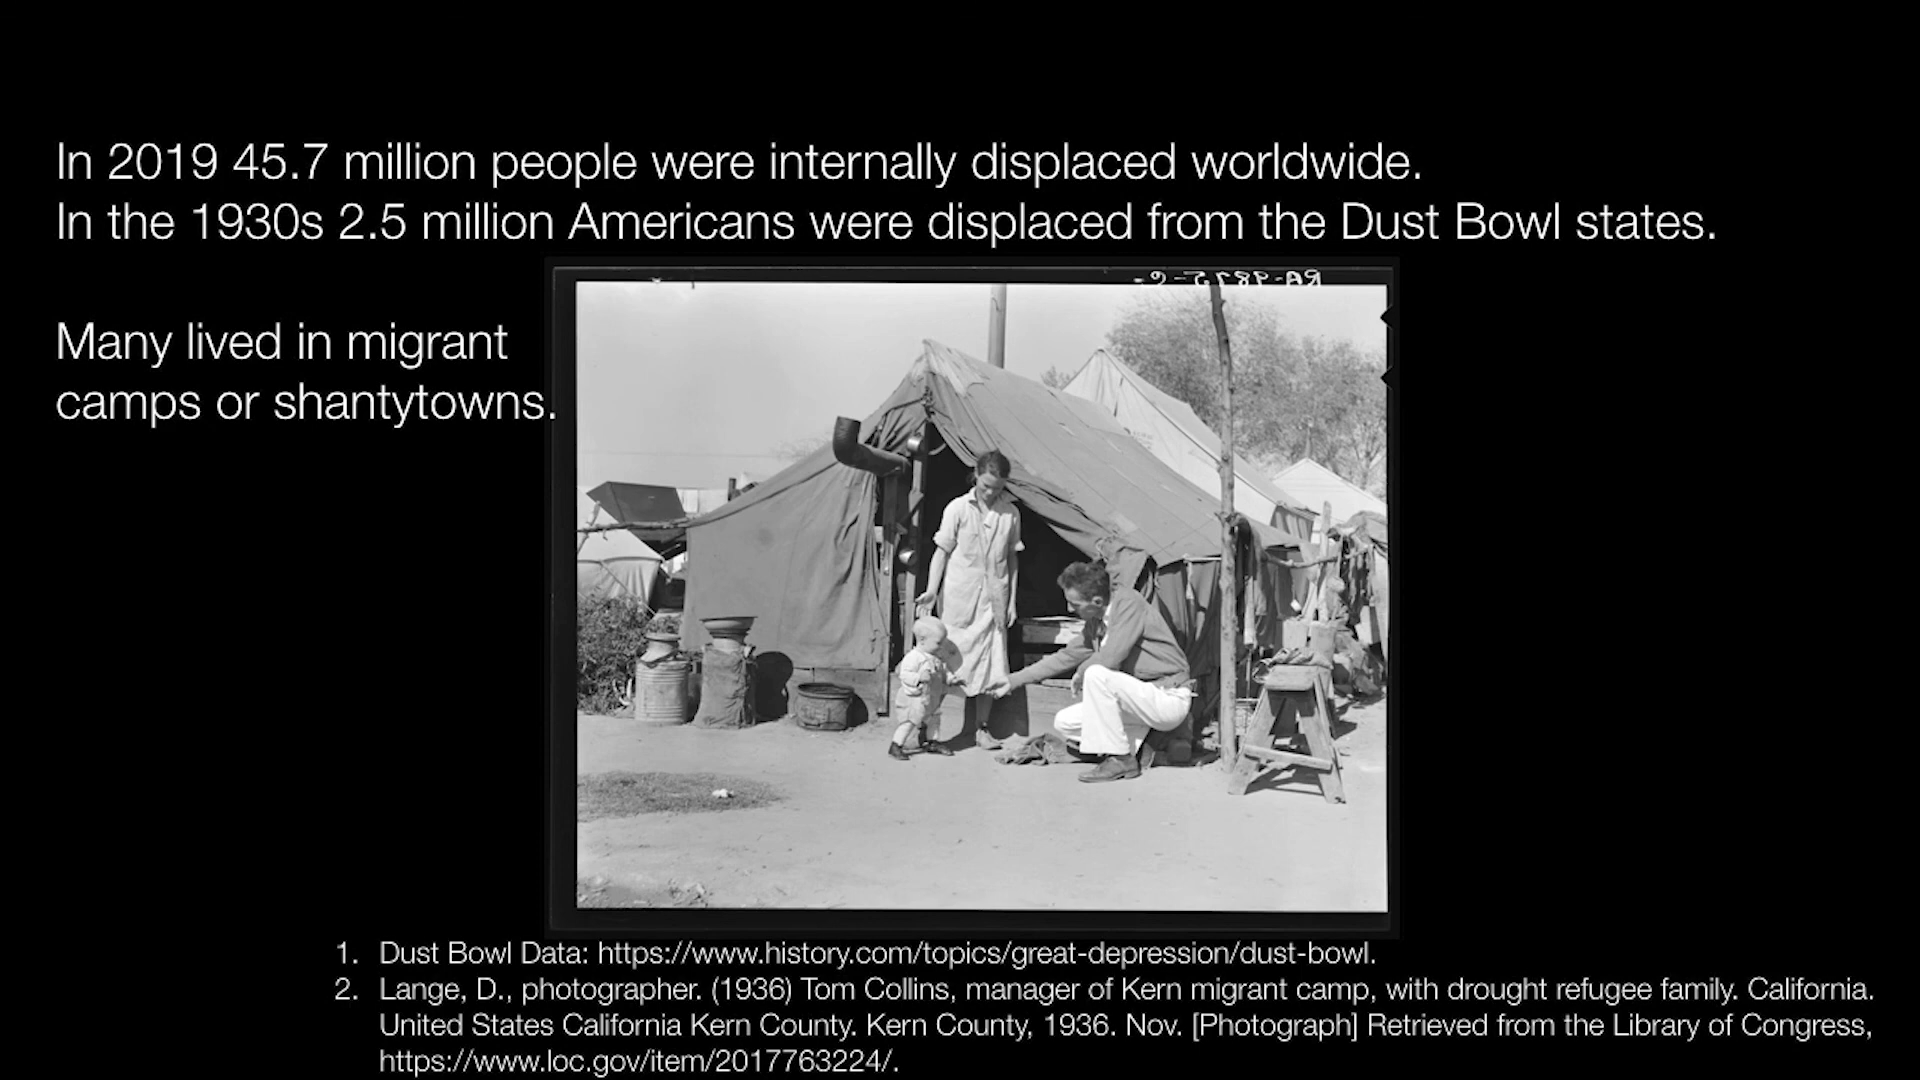 In 2019 45.7 million people were internally displaced worldwide.
In the 1930s 2.5 million Americans were displaced from the Dust Bowl states.
RA-9875-C-
Many lived in migrant
camps or shantytowns.
1. Dust Bowl Data: https://www.history.com/topics/great-depression/dust-bowl.
2. Lange, D., photographer. (1936) Tom Collins, manager of Kern migrant camp, with drought refugee family. California.
United States California Kern County. Kern County, 1936. Nov. [Photograph] Retrieved from the Library of Congress,
https://www.loc.gov/item/2017763224/.